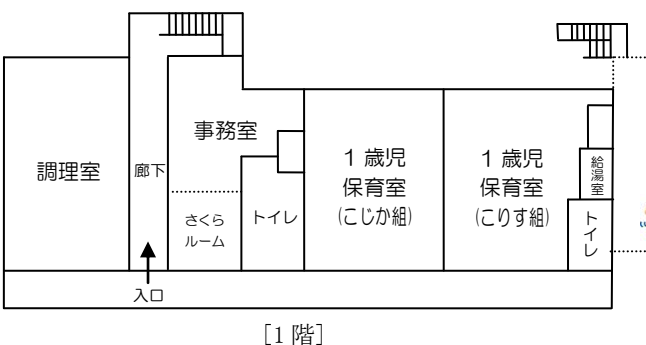 調理室
廊下
事務室
さくら
ルーム
トイレ
1歳児
保育室
(こじか組)
1歳児
保育室
(こりす組)
給湯室
トイレ
入口
[1階]